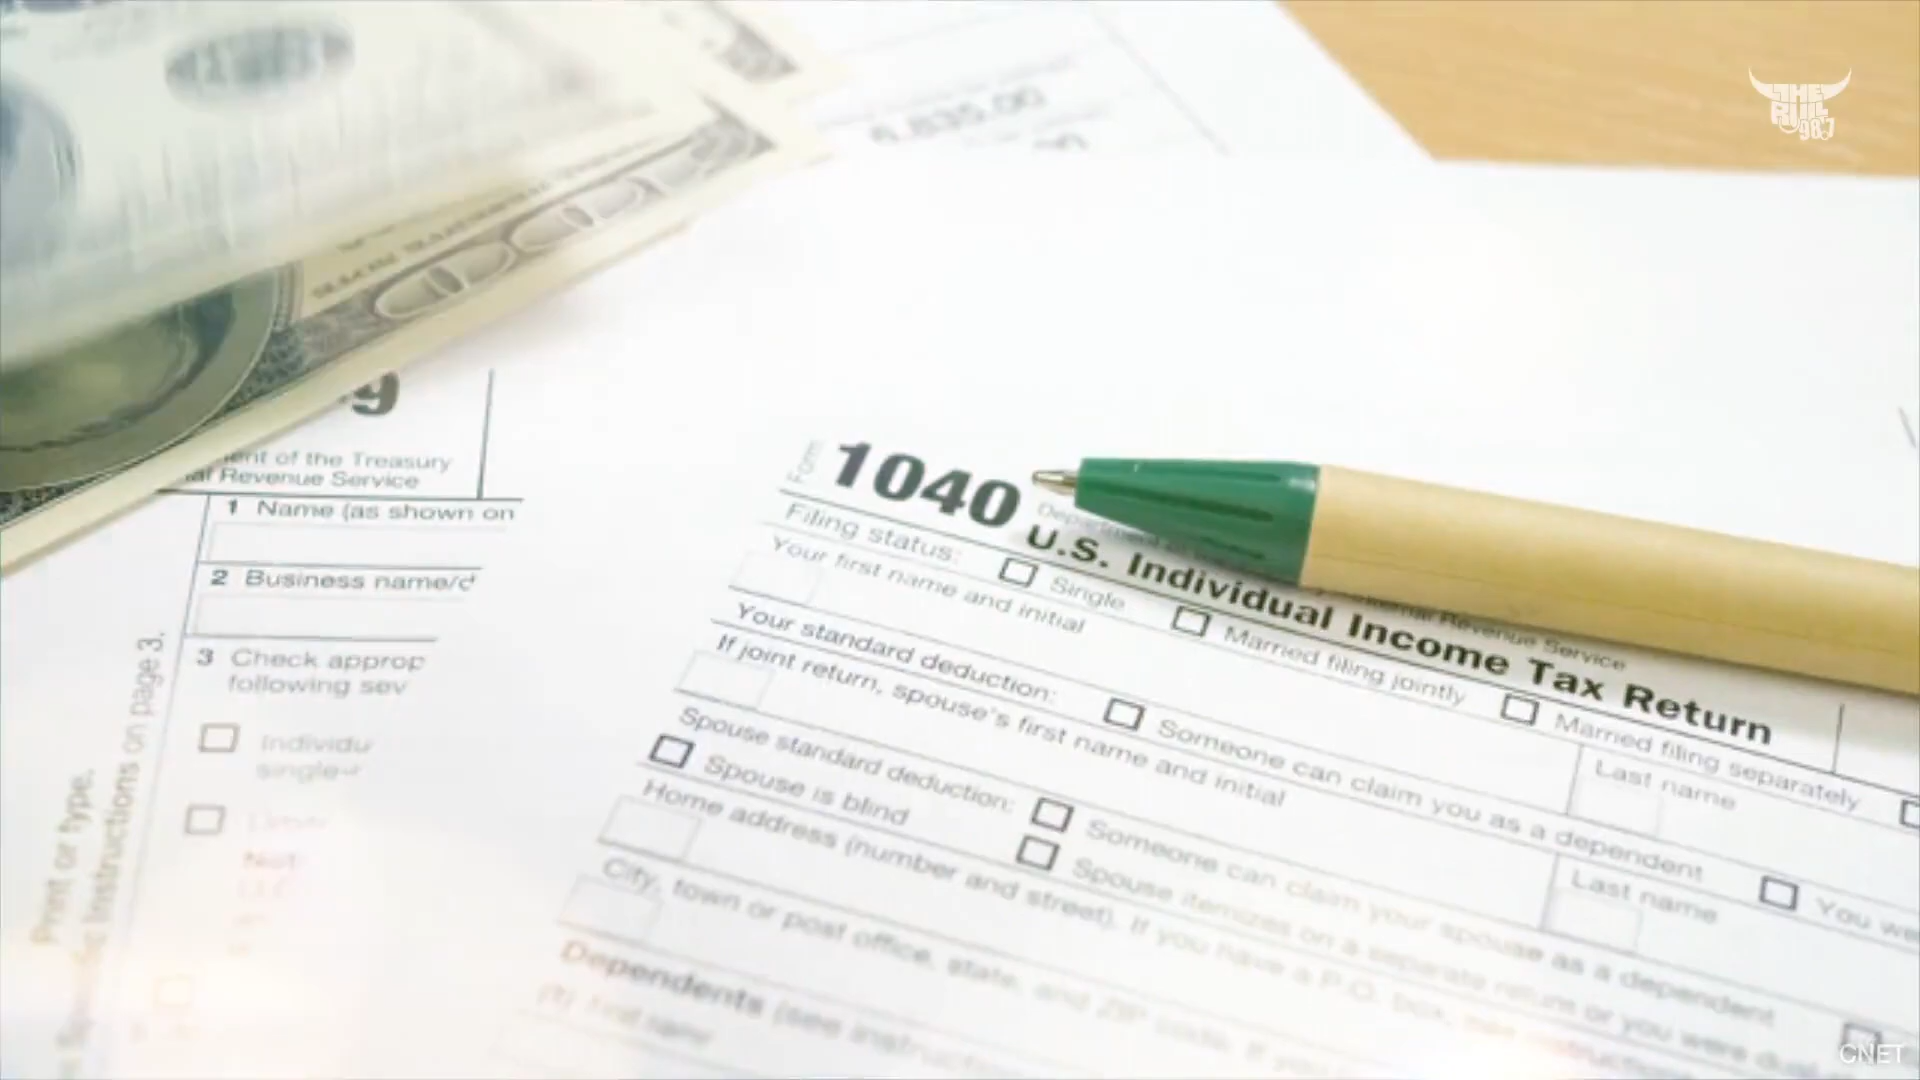 THE
BULL
98.7
6,835.00
9
ent of the Treasury
al Revenue Service
1 Name (as shown on
2 Business name/d
3 Check approp
following sev
Individu
single-
Print or type.
Instructions on page 3.
Form 1040
U.S. Individual Income Tax Return
Revenue Service
Filing status:
Single
Married filing jointly
Married filing separately
Your first name and initial
Last name
Your standard deduction:
Someone can claim you as a dependent
You we
If joint return, spouse's first name and initial
Last name
Spouse standard deduction:
Someone can claim your spouse as a dependent
Spouse is blind
Spouse itemizes on a separate return or you were dual
Home address (number and street). If you have a P.O. box, see instructions
City, town or post office, state, and ZIP code. If you
Dependents (see instructi
(1) First name
CNET